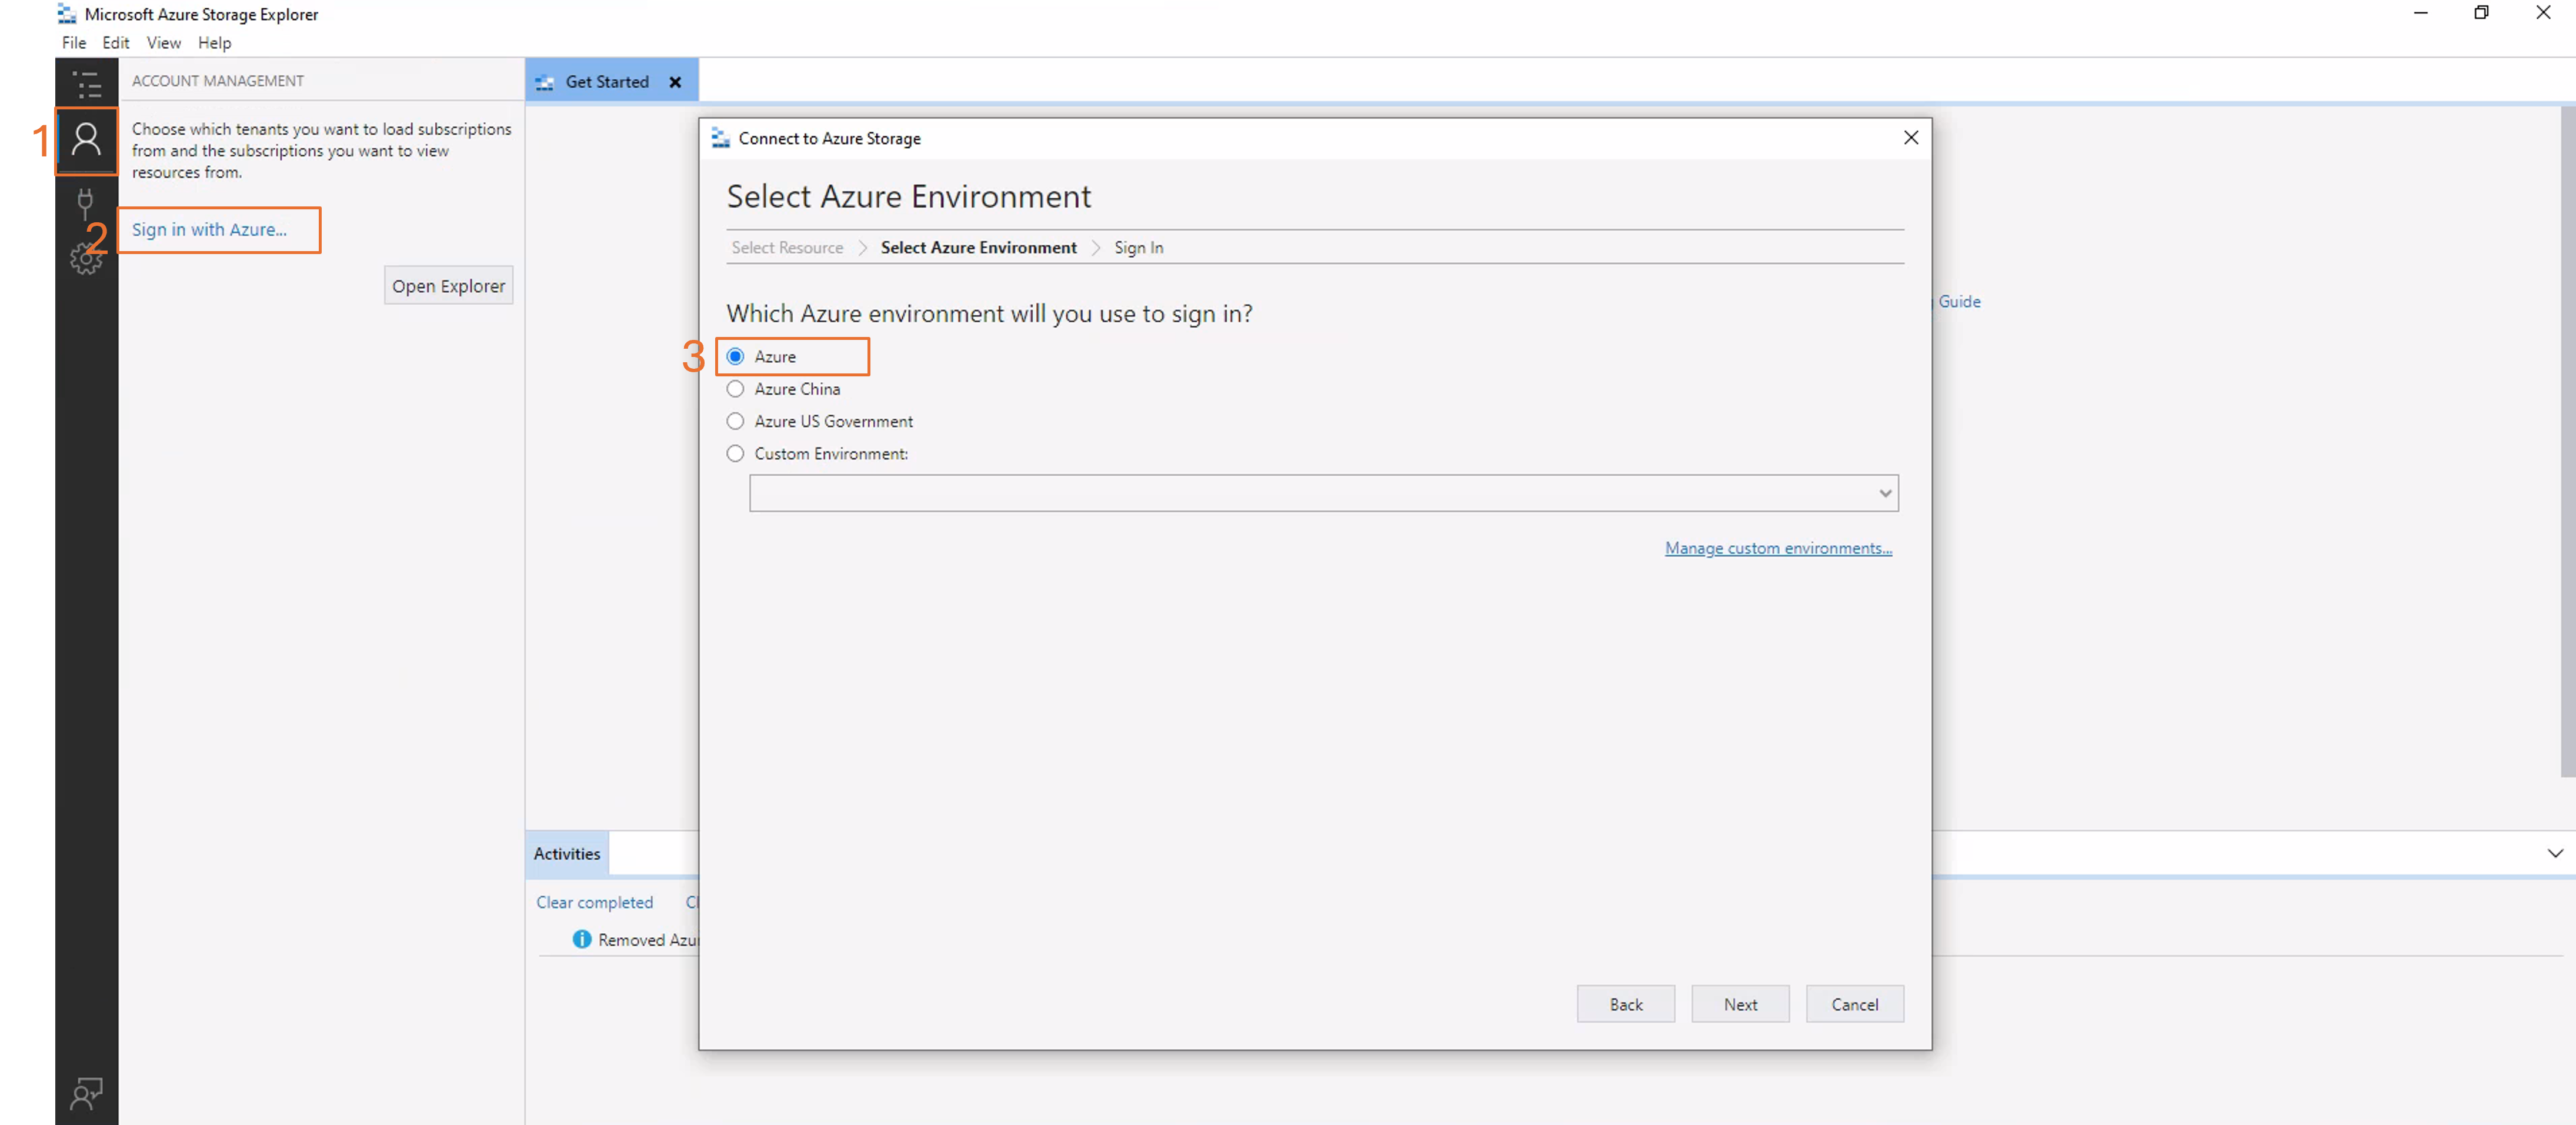 Microsoft Azure Storage Explorer
File Edit View Help
ACCOUNT MANAGEMENT
Get Started
1
Choose which tenants you want to load subscriptions
from and the subscriptions you want to view
resources from.
2
Sign in with Azure...
Open Explorer
Connect to Azure Storage
Select Azure Environment
Select Resource Select Azure Environment Sign In
Guide
Which Azure environment will you use to sign in?
3
Azure
Azure China
Azure US Government
Custom Environment:
Manage custom environments...
Activities
Clear completed
Removed
Back Next Cancel